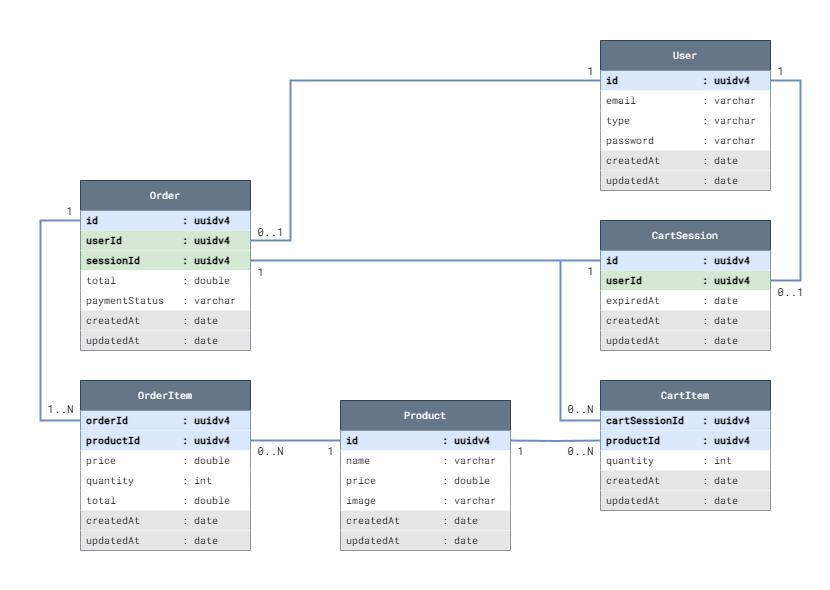 User
1
1
id : uuidv4
email : varchar
type : varchar
password : varchar
createdAt : date
updatedAt : date
Order
1
id : uuidv4
userId : uuidv4
0..1
sessionId : uuidv4
1
total : double
paymentStatus : varchar
createdAt : date
updatedAt : date
CartSession
id : uuidv4
1
userId : uuidv4
0..1
expiredAt : date
createdAt : date
updatedAt : date
OrderItem
1..N
orderId : uuidv4
productId : uuidv4
0..N
price : double
quantity : int
total : double
createdAt : date
updatedAt : date
Product
id : uuidv4
1
1
name : varchar
price : double
image : varchar
createdAt : date
updatedAt : date
CartItem
0..N
cartSessionId : uuidv4
productId : uuidv4
0..N
quantity : int
createdAt : date
updatedAt : date